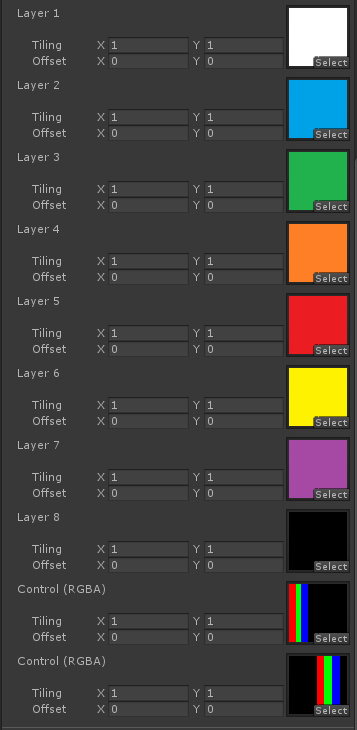 Layer 1
Tiling X 1 Y 1
Offset X 0 Y 0
Select
Layer 2
Tiling X 1 Y 1
Offset X 0 Y 0
Select
Layer 3
Tiling X 1 Y 1
Offset X 0 Y 0
Select
Layer 4
Tiling X 1 Y 1
Offset X 0 Y 0
Select
Layer 5
Tiling X 1 Y 1
Offset X 0 Y 0
Select
Layer 6
Tiling X 1 Y 1
Offset X 0 Y 0
Select
Layer 7
Tiling X 1 Y 1
Offset X 0 Y 0
Select
Layer 8
Tiling X 1 Y 1
Offset X 0 Y 0
Select
Control (RGBA)
Tiling X 1 Y 1
Offset X 0 Y 0
Select
Control (RGBA)
Tiling X 1 Y 1
Offset X 0 Y 0
Select